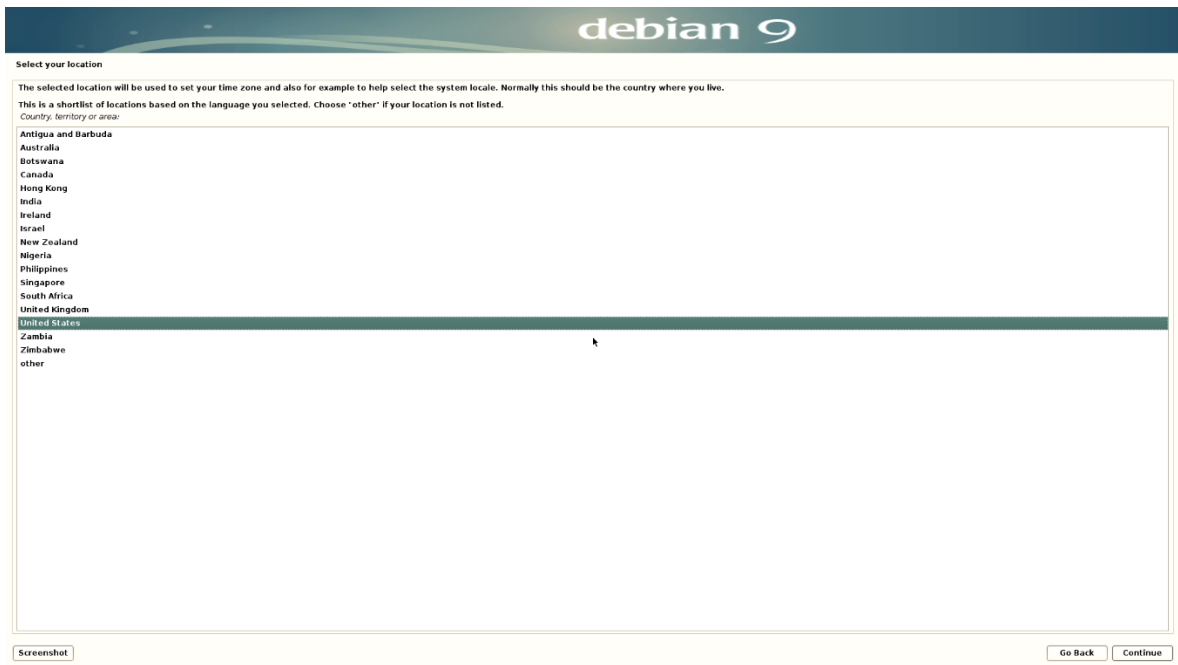 debian 9
Select your location
The selected location will be used to set your time zone and also for example to help select the system locale. Normally this should be the country where you live.
This is a shortlist of locations based on the language you selected. Choose "other" if your location is not listed.
Country, territory or area:
Antigua and Barbuda
Australia
Botswana
Canada
Hong Kong
India
Ireland
Israel
New Zealand
Nigeria
Philippines
Singapore
South Africa
United Kingdom
United States
Zambia
Zimbabwe
other
Screenshot
Go Back
Continue